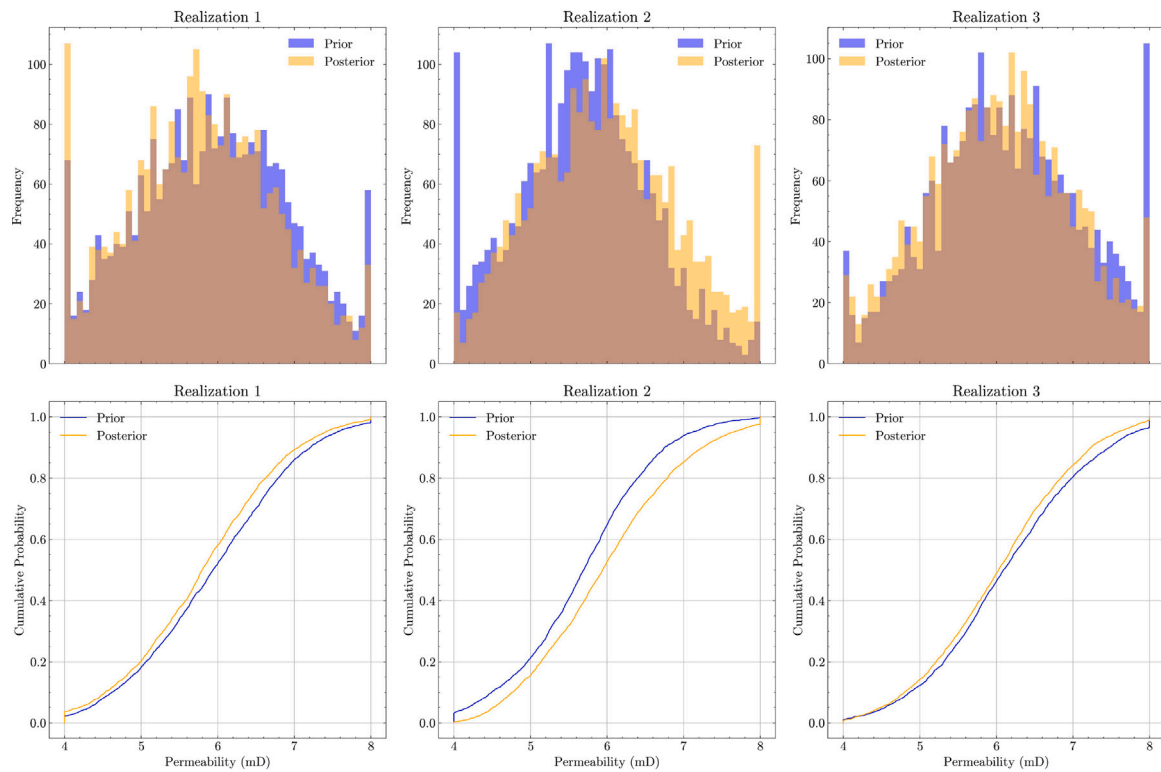 Realization 1
Realization 2
Realization 3
Prior
Posterior
Prior
Posterior
Prior
Posterior
Frequency
0
20
40
60
80
100
Frequency
0
20
40
60
80
100
Frequency
0
20
40
60
80
100
Realization 1
Realization 2
Realization 3
Prior
Posterior
Prior
Posterior
Prior
Posterior
Cumulative Probability
0.0
0.2
0.4
0.6
0.8
1.0
Cumulative Probability
0.0
0.2
0.4
0.6
0.8
1.0
Cumulative Probability
0.0
0.2
0.4
0.6
0.8
1.0
4 5 6 7 8
4 5 6 7 8
4 5 6 7 8
Permeability (mD)
Permeability (mD)
Permeability (mD)